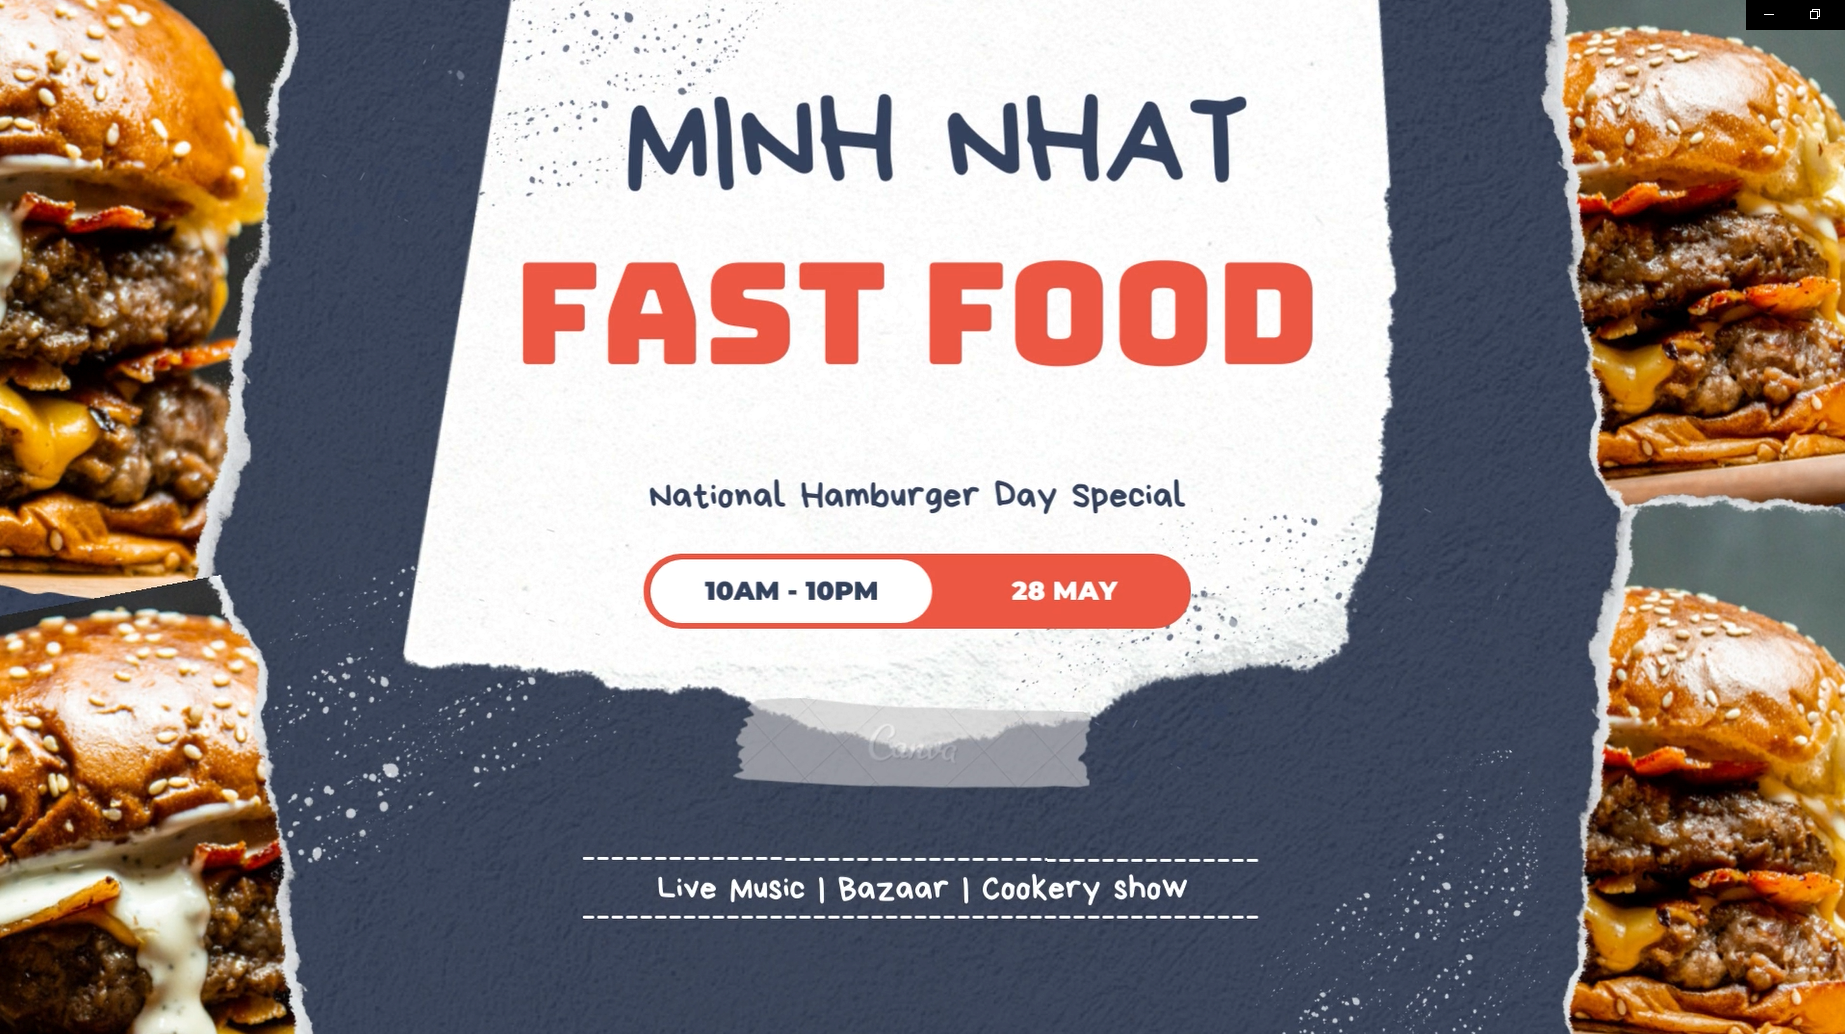 MINH NHAT
FAST FOOD
National Hamburger Day Special
10AM - 10PM 28 MAY
Canva
Live Music | Bazaar | Cookery show